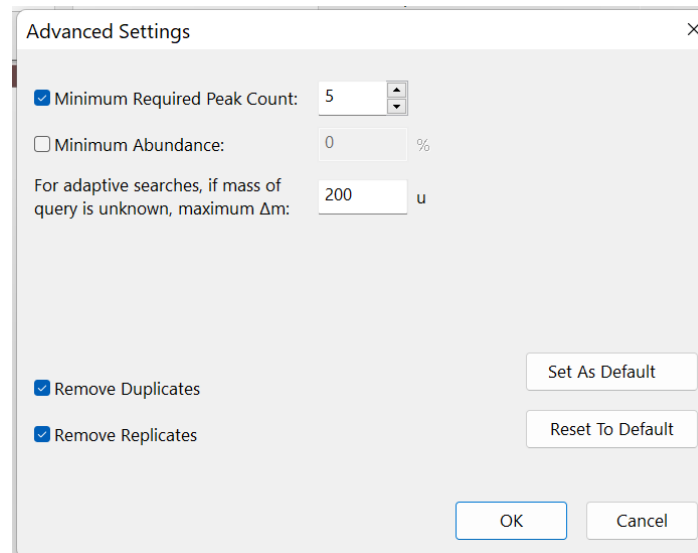 Advanced Settings
Minimum Required Peak Count: 5
Minimum Abundance: 0 %
For adaptive searches, if mass of
query is unknown, maximum Δm: 200 u
Set As Default
Remove Duplicates
Remove Replicates
Reset To Default
OK Cancel